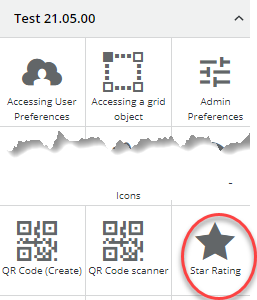 Test 21.05.00
Accessing User
Preferences
Accessing a grid
object
Admin
Preferences
Icons
QR Code (Create)
QR Code scanner
Star Rating